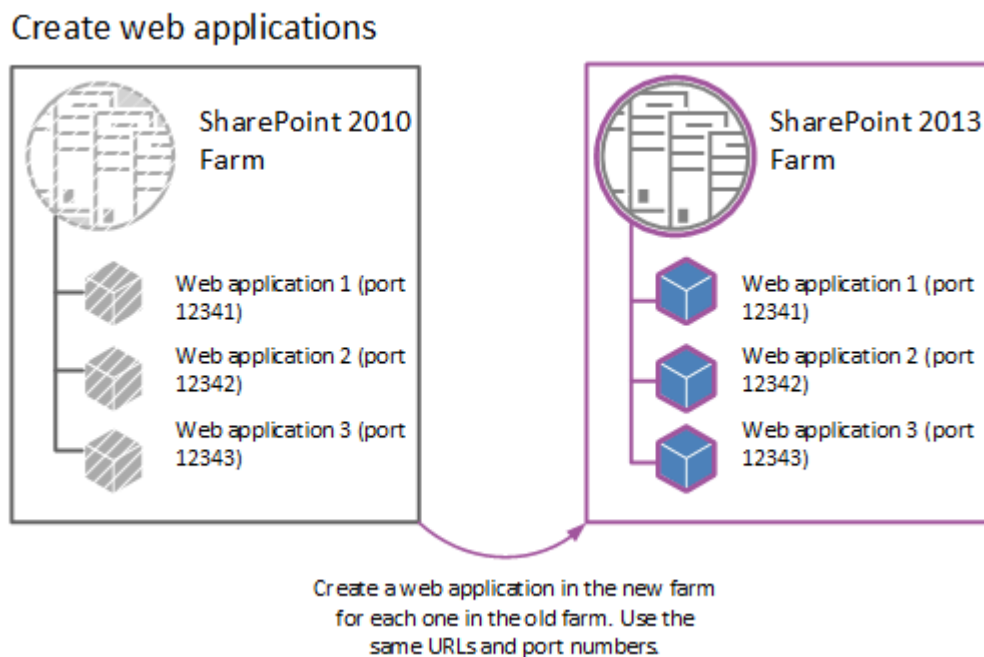 Create web applications
SharePoint 2010
Farm
Web application 1 (port
12341)
Web application 2 (port
12342)
Web application 3 (port
12343)
SharePoint 2013
Farm
Web application 1 (port
12341)
Web application 2 (port
12342)
Web application 3 (port
12343)
Create a web application in the new farm
for each one in the old farm. Use the
same URLs and port numbers.